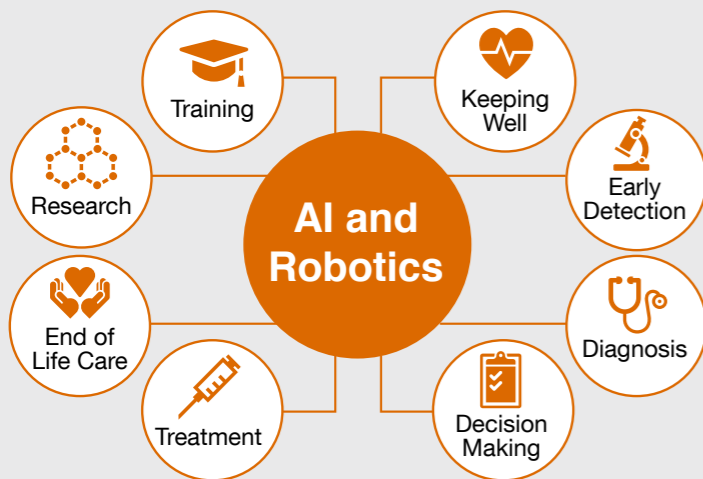 AI and
Robotics
Keeping
Well
Early
Detection
Diagnosis
Decision
Making
Treatment
End of
Life Care
Research
Training